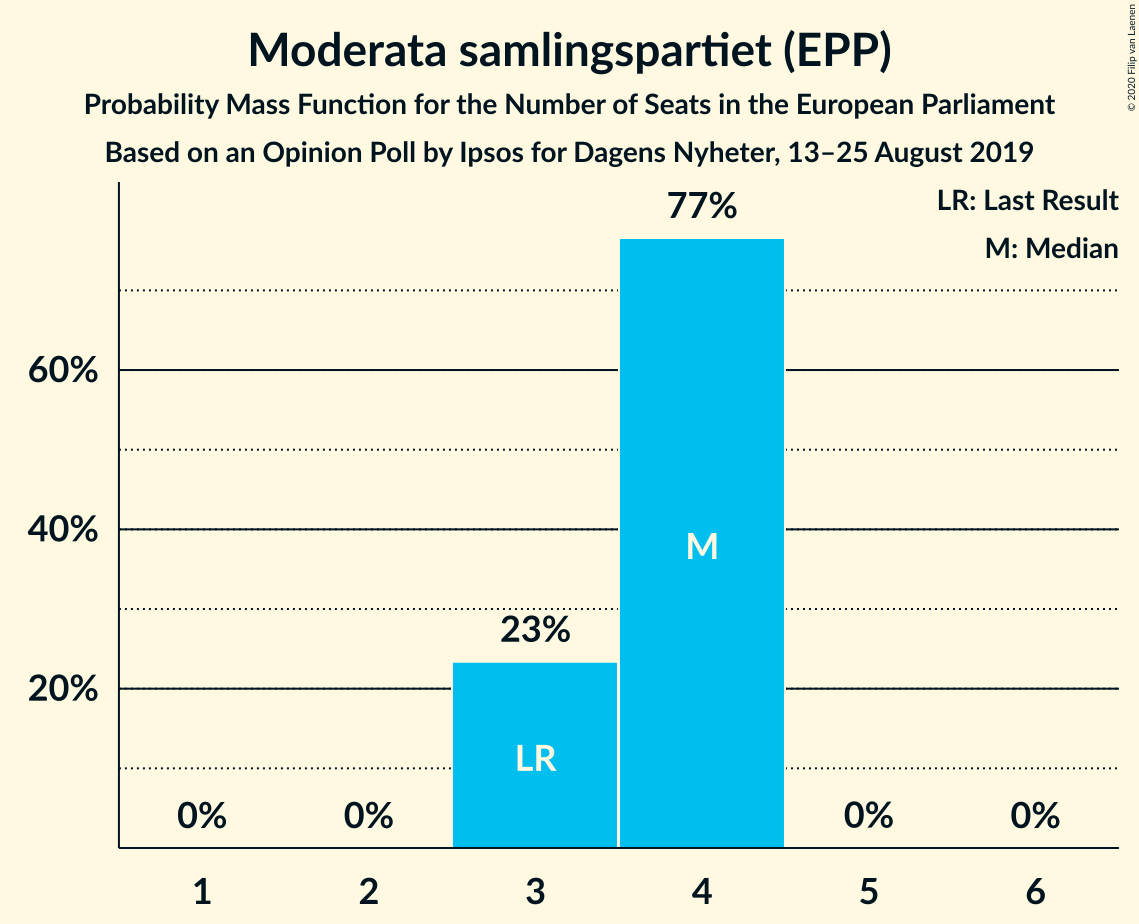 Moderata samlingspartiet (EPP)
Probability Mass Function for the Number of Seats in the European Parliament
Based on an Opinion Poll by Ipsos for Dagens Nyheter, 13–25 August 2019
© 2020 Filip van Laenen
LR: Last Result
M: Median
77%
60%
40%
M
23%
20%
LR
0% 0% 0% 0%
1 2 3 4 5 6